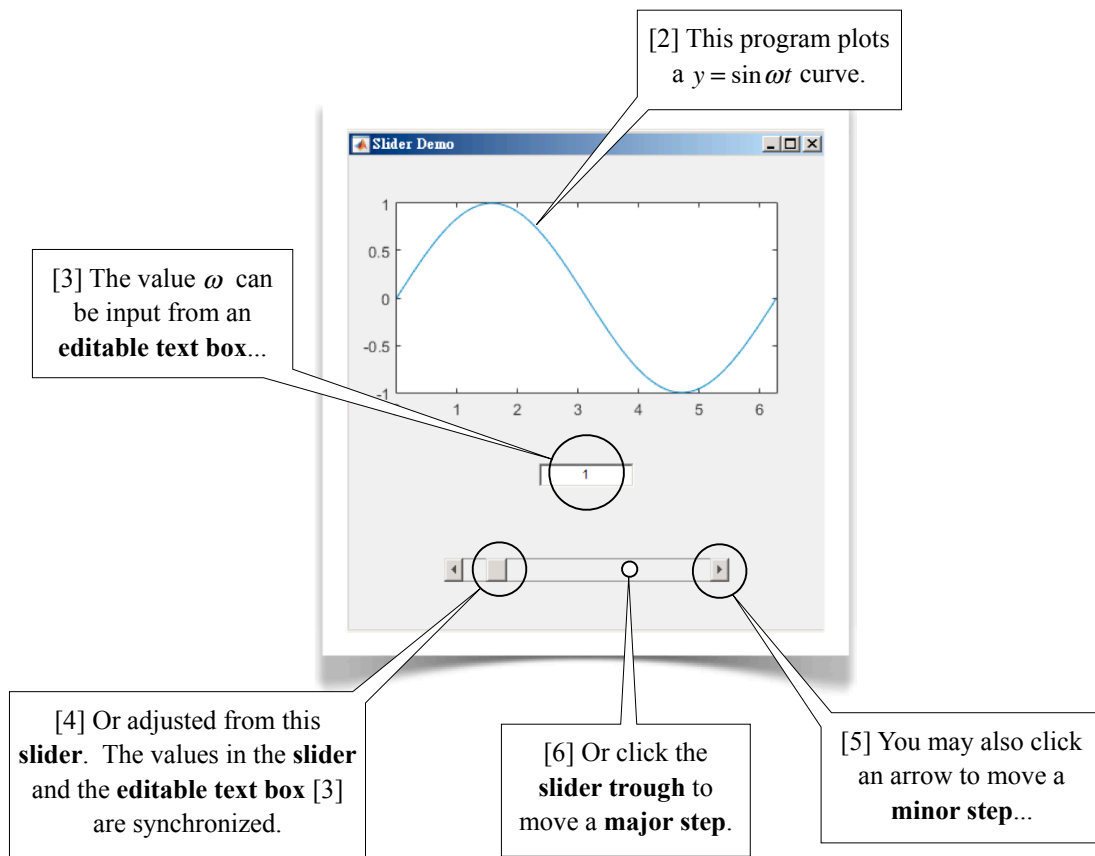 [2] This program plots
a y = sin ωt curve.
Slider Demo
1
0.5
0
-0.5
-1
1 2 3 4 5 6
[3] The value ω can
be input from an
editable text box...
1
[4] Or adjusted from this
slider. The values in the slider
and the editable text box [3]
are synchronized.
[6] Or click the
slider trough to
move a major step.
[5] You may also click
an arrow to move a
minor step...